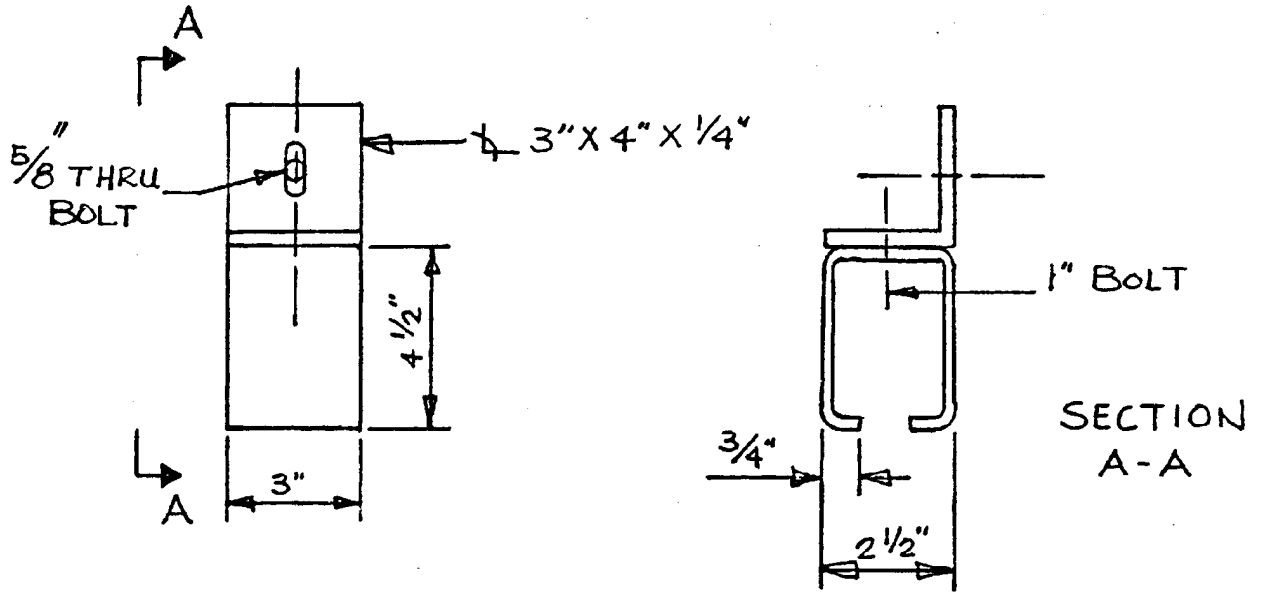 A
5/8" THRU
BOLT
3" X 4" X 1/4"
4 1/2"
3"
A
1" BOLT
SECTION
A-A
3/4"
2 1/2"